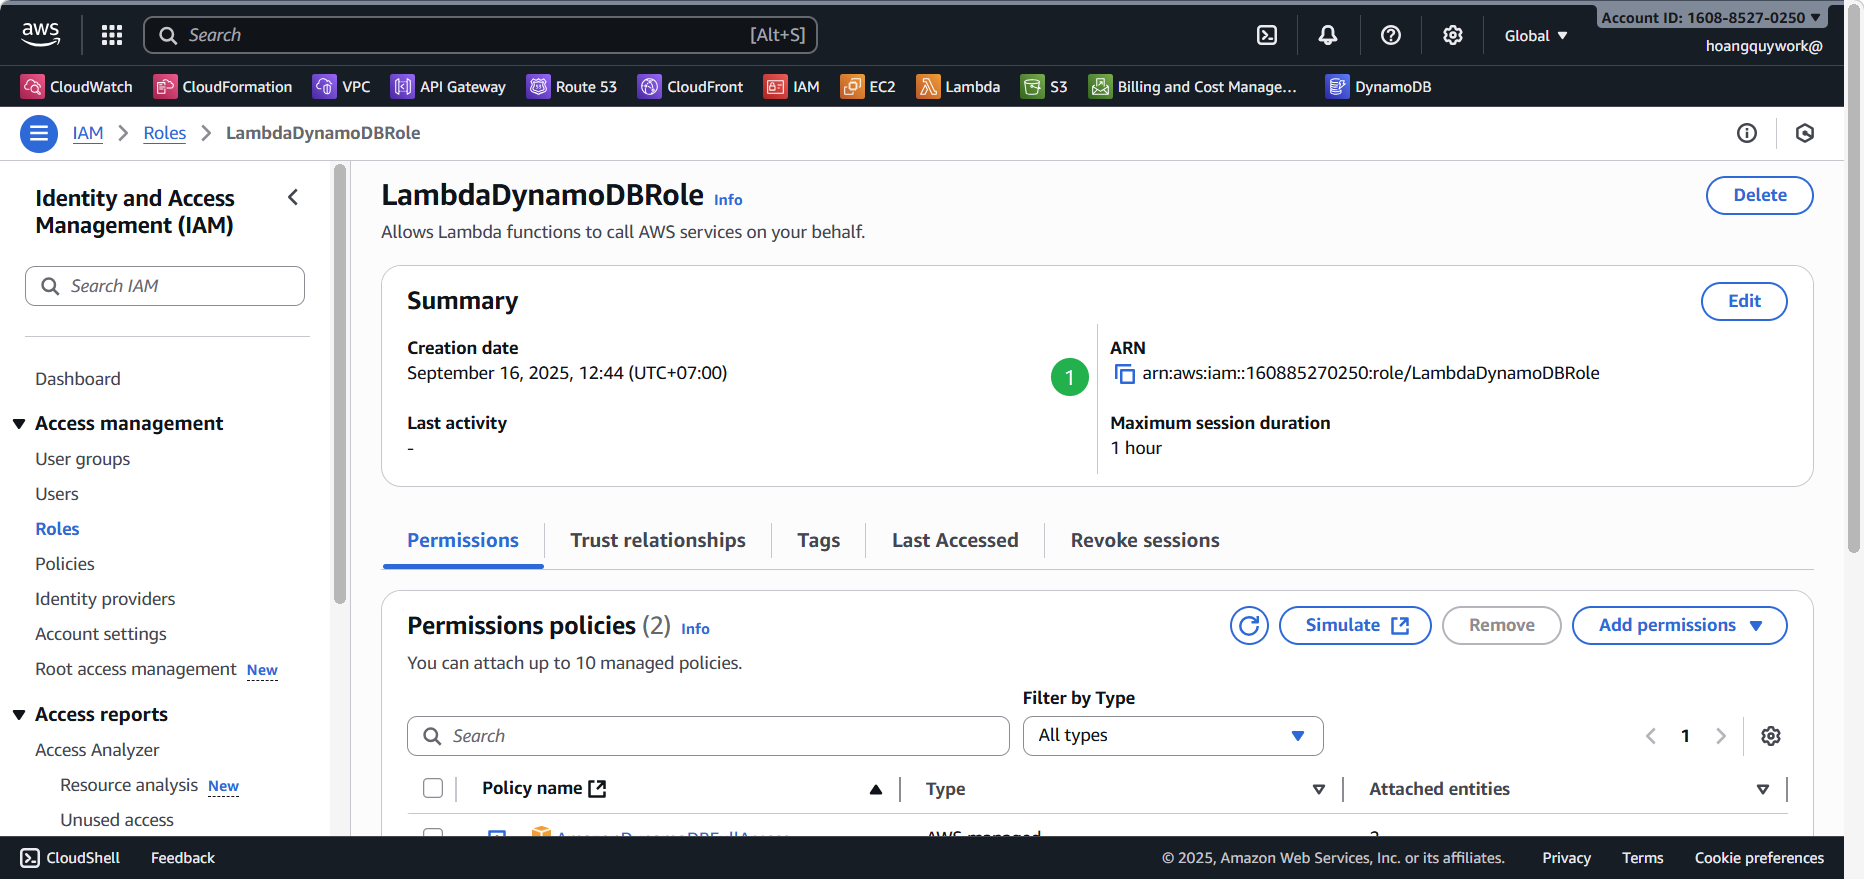 aws
Search
[Alt+S]
Global
Account ID: 1608-8527-0250
hoangquywork@
CloudWatch
CloudFormation
VPC
API Gateway
Route 53
CloudFront
IAM
EC2
Lambda
S3
Billing and Cost Manage...
DynamoDB
IAM
Roles
LambdaDynamoDBRole
Identity and Access
Management (IAM)
Search IAM
Dashboard
Access management
User groups
Users
Roles
Policies
Identity providers
Account settings
Root access management New
Access reports
Access Analyzer
Resource analysis New
Unused access
LambdaDynamoDBRole Info
Delete
Allows Lambda functions to call AWS services on your behalf.
Summary
Edit
Creation date
September 16, 2025, 12:44 (UTC+07:00)
Last activity
-
1
ARN
arn:aws:iam::160885270250:role/LambdaDynamoDBRole
Maximum session duration
1 hour
Permissions
Trust relationships
Tags
Last Accessed
Revoke sessions
Permissions policies (2) Info
Simulate
Remove
Add permissions
You can attach up to 10 managed policies.
Filter by Type
Search
All types
1
Policy name
Type
Attached entities
AmazonDynamoDBFullAccess
AWS managed
CloudShell
Feedback
© 2025, Amazon Web Services, Inc. or its affiliates.
Privacy
Terms
Cookie preferences